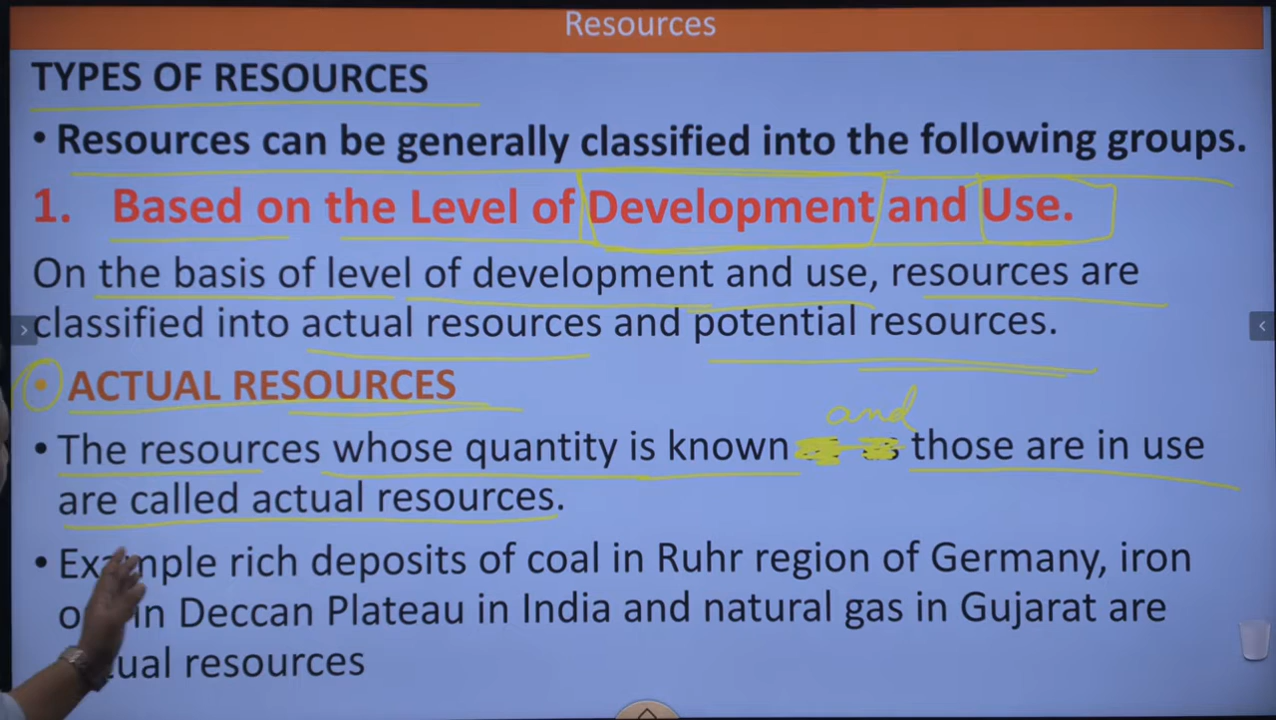 Resources
TYPES OF RESOURCES
• Resources can be generally classified into the following groups.
1. Based on the Level of Development and Use.
On the basis of level of development and use, resources are
classified into actual resources and potential resources.
• ACTUAL RESOURCES
and
• The resources whose quantity is known those are in use
are called actual resources.
• Example rich deposits of coal in Ruhr region of Germany, iron
in Deccan Plateau in India and natural gas in Gujarat are
resources